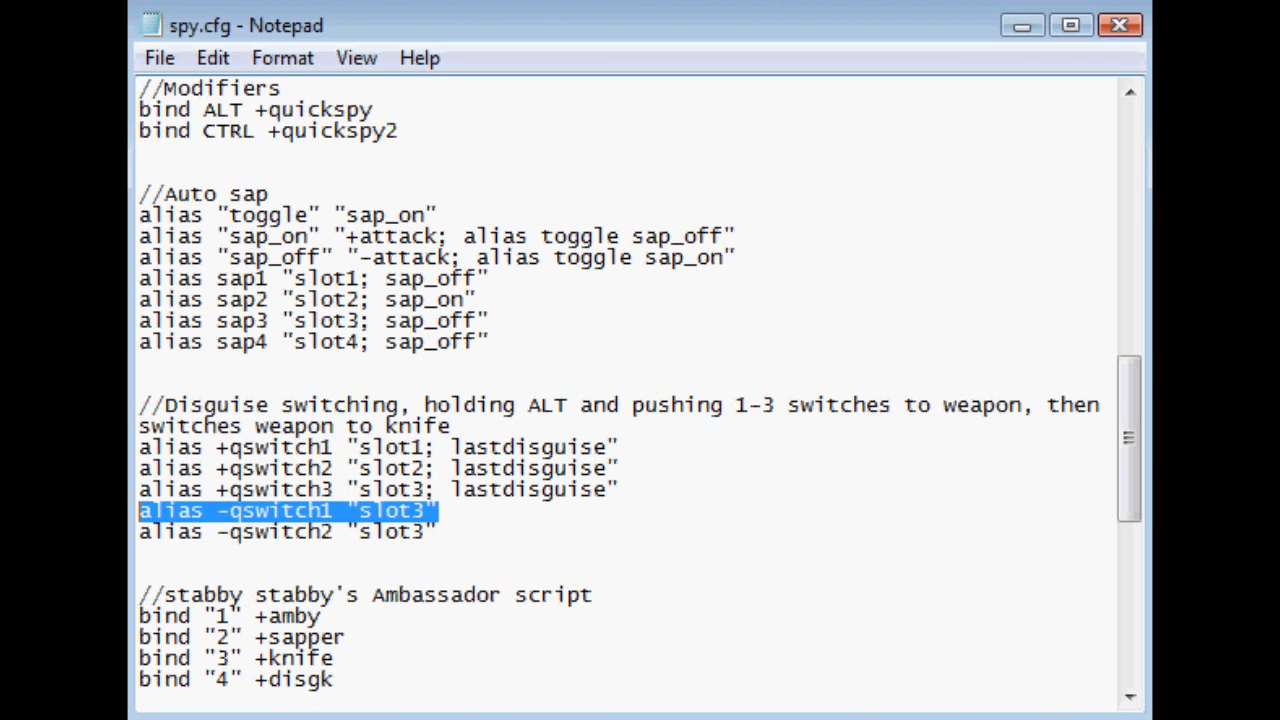 spy.cfg - Notepad
File Edit Format View Help
//Modifiers
bind ALT +quickspy
bind CTRL +quickspy2
//Auto sap
alias "toggle" "sap_on"
alias "sap_on" "+attack; alias toggle sap_off"
alias "sap_off" "-attack; alias toggle sap_on"
alias sap1 "slot1; sap_off"
alias sap2 "slot2; sap_on"
alias sap3 "slot3; sap_off"
alias sap4 "slot4; sap_off"
//Disguise switching, holding ALT and pushing 1-3 switches to weapon, then
switches weapon to knife
alias +qswitch1 "slot1; lastdisguise"
alias +qswitch2 "slot2; lastdisguise"
alias +qswitch3 "slot3; lastdisguise"
alias -qswitch1 "slot3"
alias -qswitch2 "slot3"
//stabby stabby's Ambassador script
bind "1" +amby
bind "2" +sapper
bind "3" +knife
bind "4" +disgk